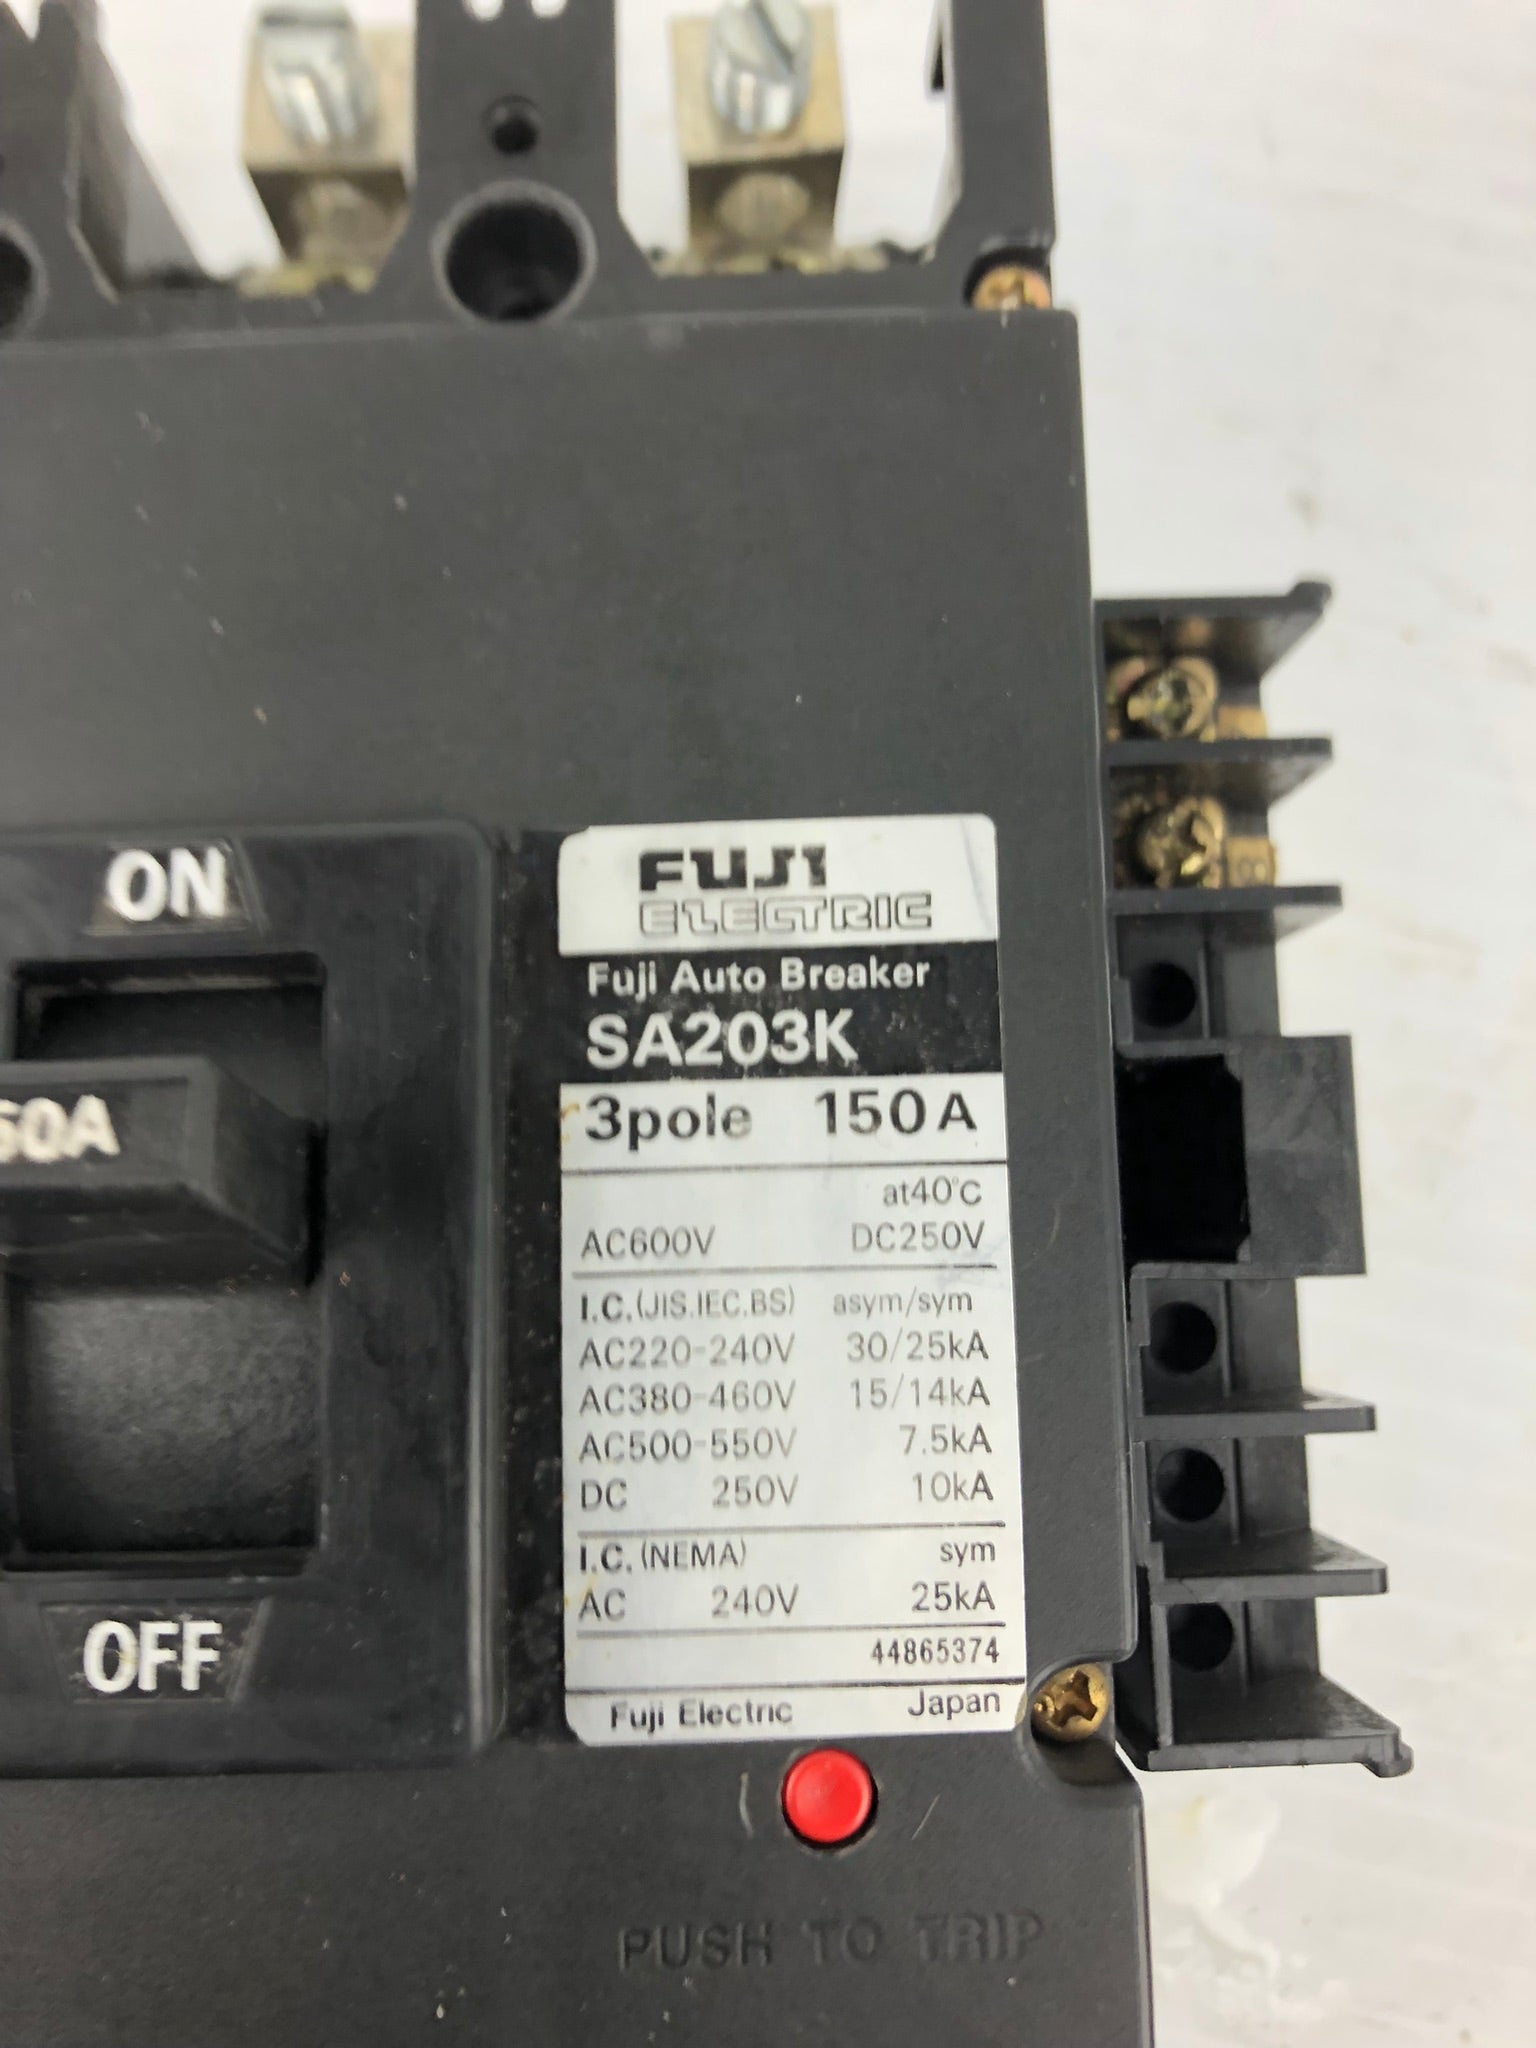 ON
50A
OFF
FUJI
ELECTRIC
Fuji Auto Breaker
SA203K
3pole 150A
at40°C
AC600V DC250V
I.C.(JIS.IEC.BS) asym/sym
AC220-240V 30/25kA
AC380-460V 15/14kA
AC500-550V 7.5kA
DC 250V 10kA
I.C.(NEMA) sym
AC 240V 25kA
44865374
Fuji Electric Japan
PUSH TO TRIP